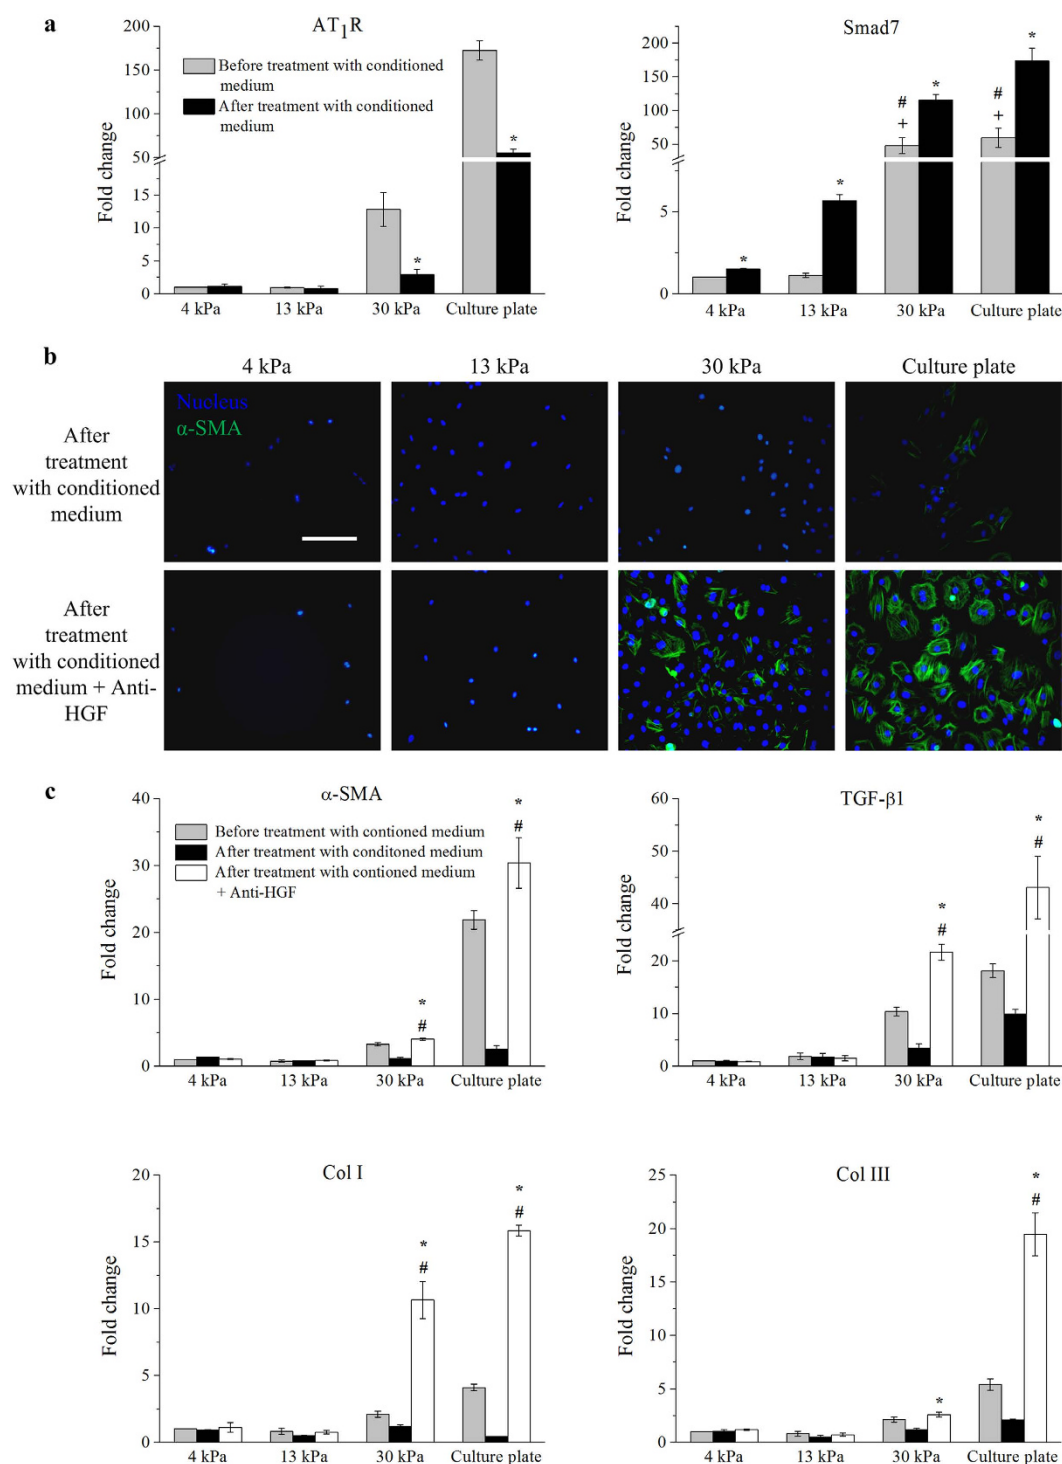 a
AT1R
200
150
100
50
15
10
5
0
Fold change
Before treatment with conditioned
medium
After treatment with conditioned
medium
*
*
4 kPa
13 kPa
30 kPa
Culture plate
Smad7
200
150
100
50
5
0
Fold change
*
*
#
+
*
#
+
*
4 kPa
13 kPa
30 kPa
Culture plate
b
4 kPa
13 kPa
30 kPa
Culture plate
After
treatment
with conditioned
medium
Nucleus
α-SMA
After
treatment
with conditioned
medium + Anti-
HGF
c
α-SMA
40
30
20
10
0
Fold change
Before treatment with contioned medium
After treatment with conditoned medium
After treatment with contioned medium
+ Anti-HGF
*
#
*
#
4 kPa
13 kPa
30 kPa
Culture plate
TGF-β1
60
50
40
20
10
0
Fold change
*
#
*
#
4 kPa
13 kPa
30 kPa
Culture plate
Col I
20
15
10
5
0
Fold change
*
#
*
#
4 kPa
13 kPa
30 kPa
Culture plate
Col III
25
20
15
10
5
0
Fold change
*
*
#
4 kPa
13 kPa
30 kPa
Culture plate